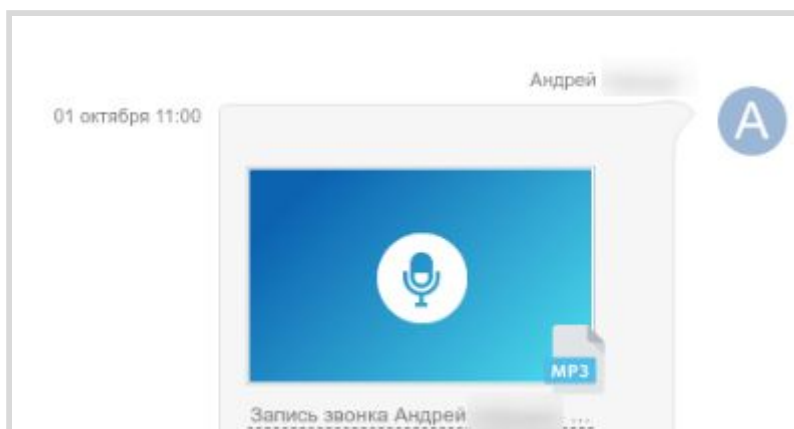 Андрей
01 октября 11:00
А
MP3
Запись звонка Андрей ...